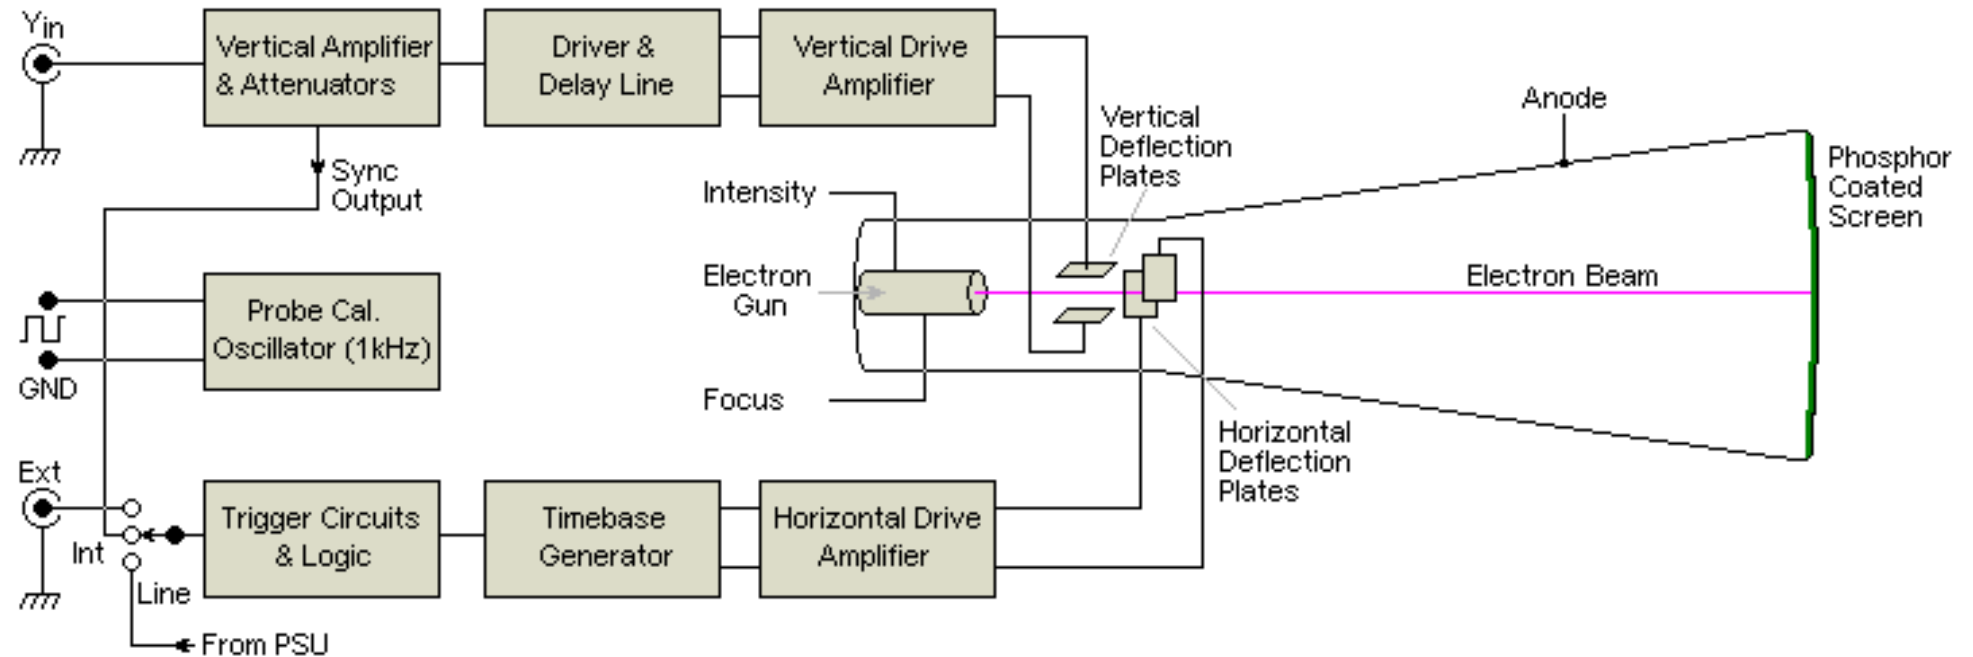 Yin
Vertical Amplifier
& Attenuators
Driver &
Delay Line
Vertical Drive
Amplifier
Sync
Output
Intensity
Vertical
Deflection
Plates
Anode
Phosphor
Coated
Screen
Electron
Gun
Electron Beam
Probe Cal.
Oscillator (1kHz)
GND
Focus
Horizontal
Deflection
Plates
Ext
Int
Line
Trigger Circuits
& Logic
Timebase
Generator
Horizontal Drive
Amplifier
From PSU